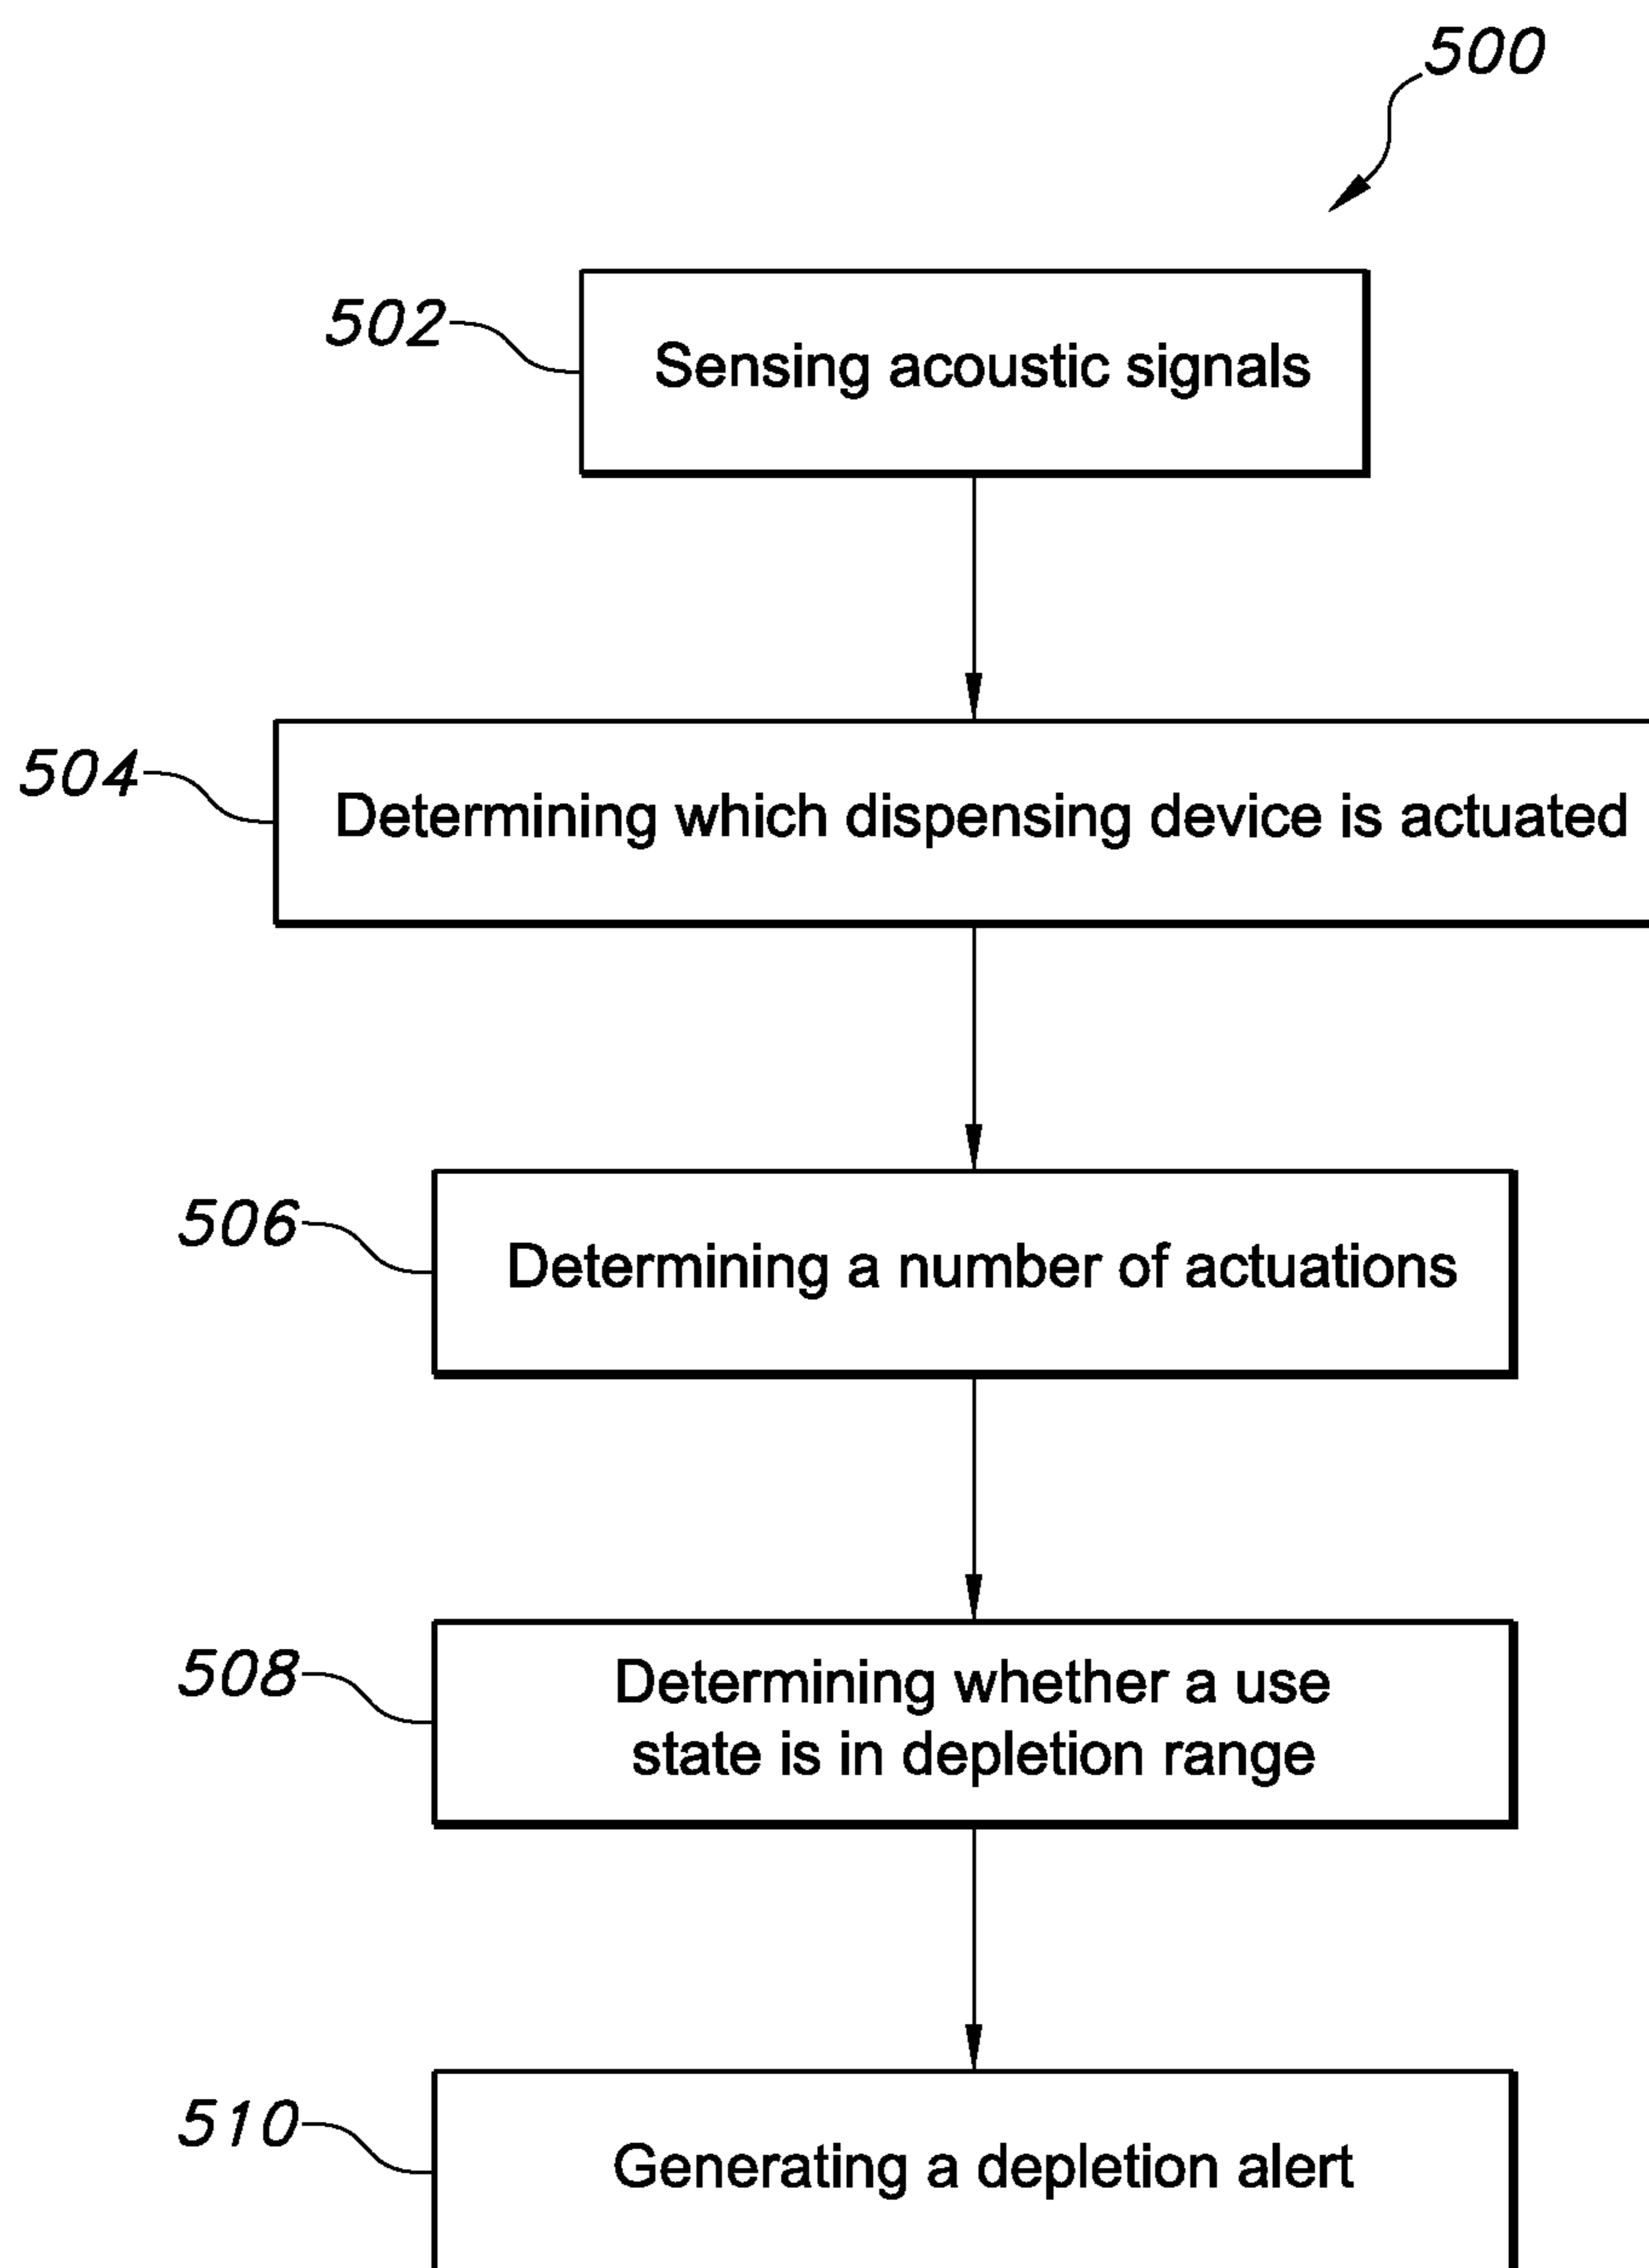 500
502
Sensing acoustic signals
504
Determining which dispensing device is actuated
506
Determining a number of actuations
508
Determining whether a use
state is in depletion range
510
Generating a depletion alert